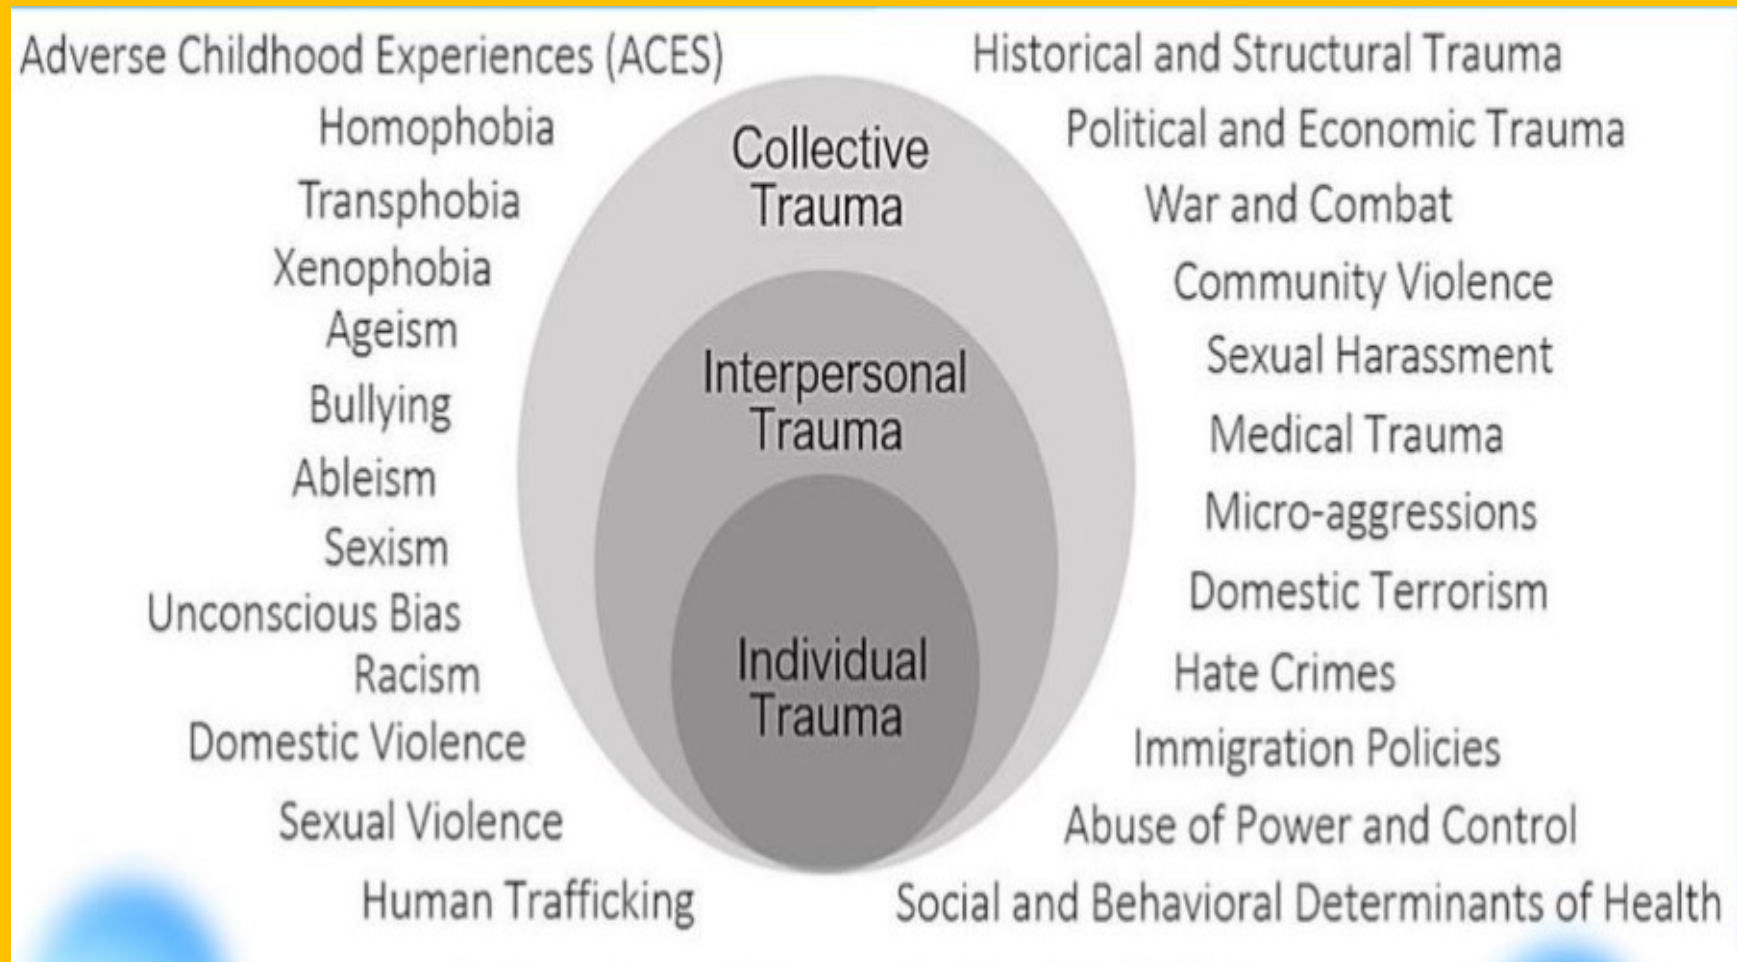 Adverse Childhood Experiences (ACES)
Homophobia
Transphobia
Xenophobia
Ageism
Bullying
Ableism
Sexism
Unconscious Bias
Racism
Domestic Violence
Sexual Violence
Human Trafficking
Collective
Trauma
Interpersonal
Trauma
Individual
Trauma
Historical and Structural Trauma
Political and Economic Trauma
War and Combat
Community Violence
Sexual Harassment
Medical Trauma
Micro-aggressions
Domestic Terrorism
Hate Crimes
Immigration Policies
Abuse of Power and Control
Social and Behavioral Determinants of Health